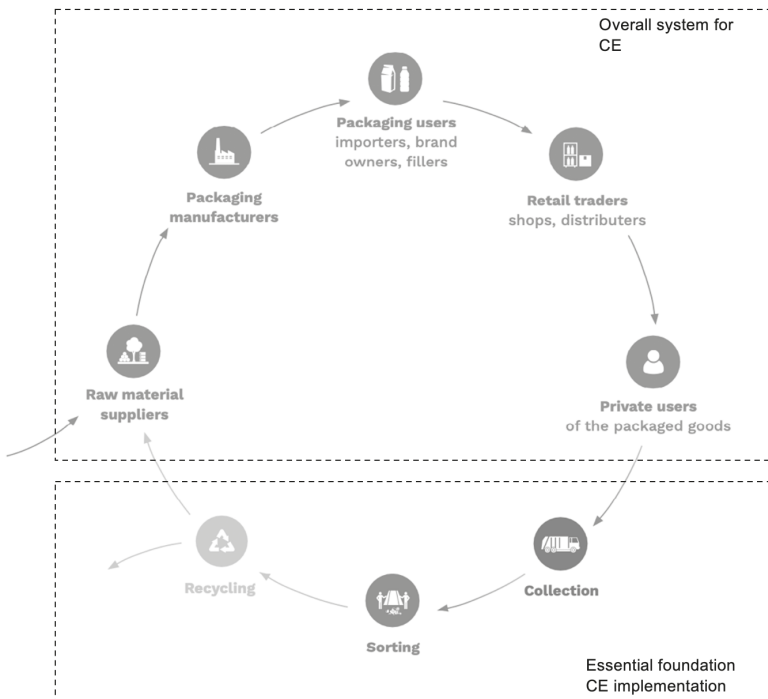 Overall system for
CE
Packaging users
importers, brand
owners, fillers
Packaging
manufacturers
Retail traders
shops, distributers
Raw material
suppliers
Private users
of the packaged goods
Collection
Sorting
Recycling
Essential foundation
CE implementation